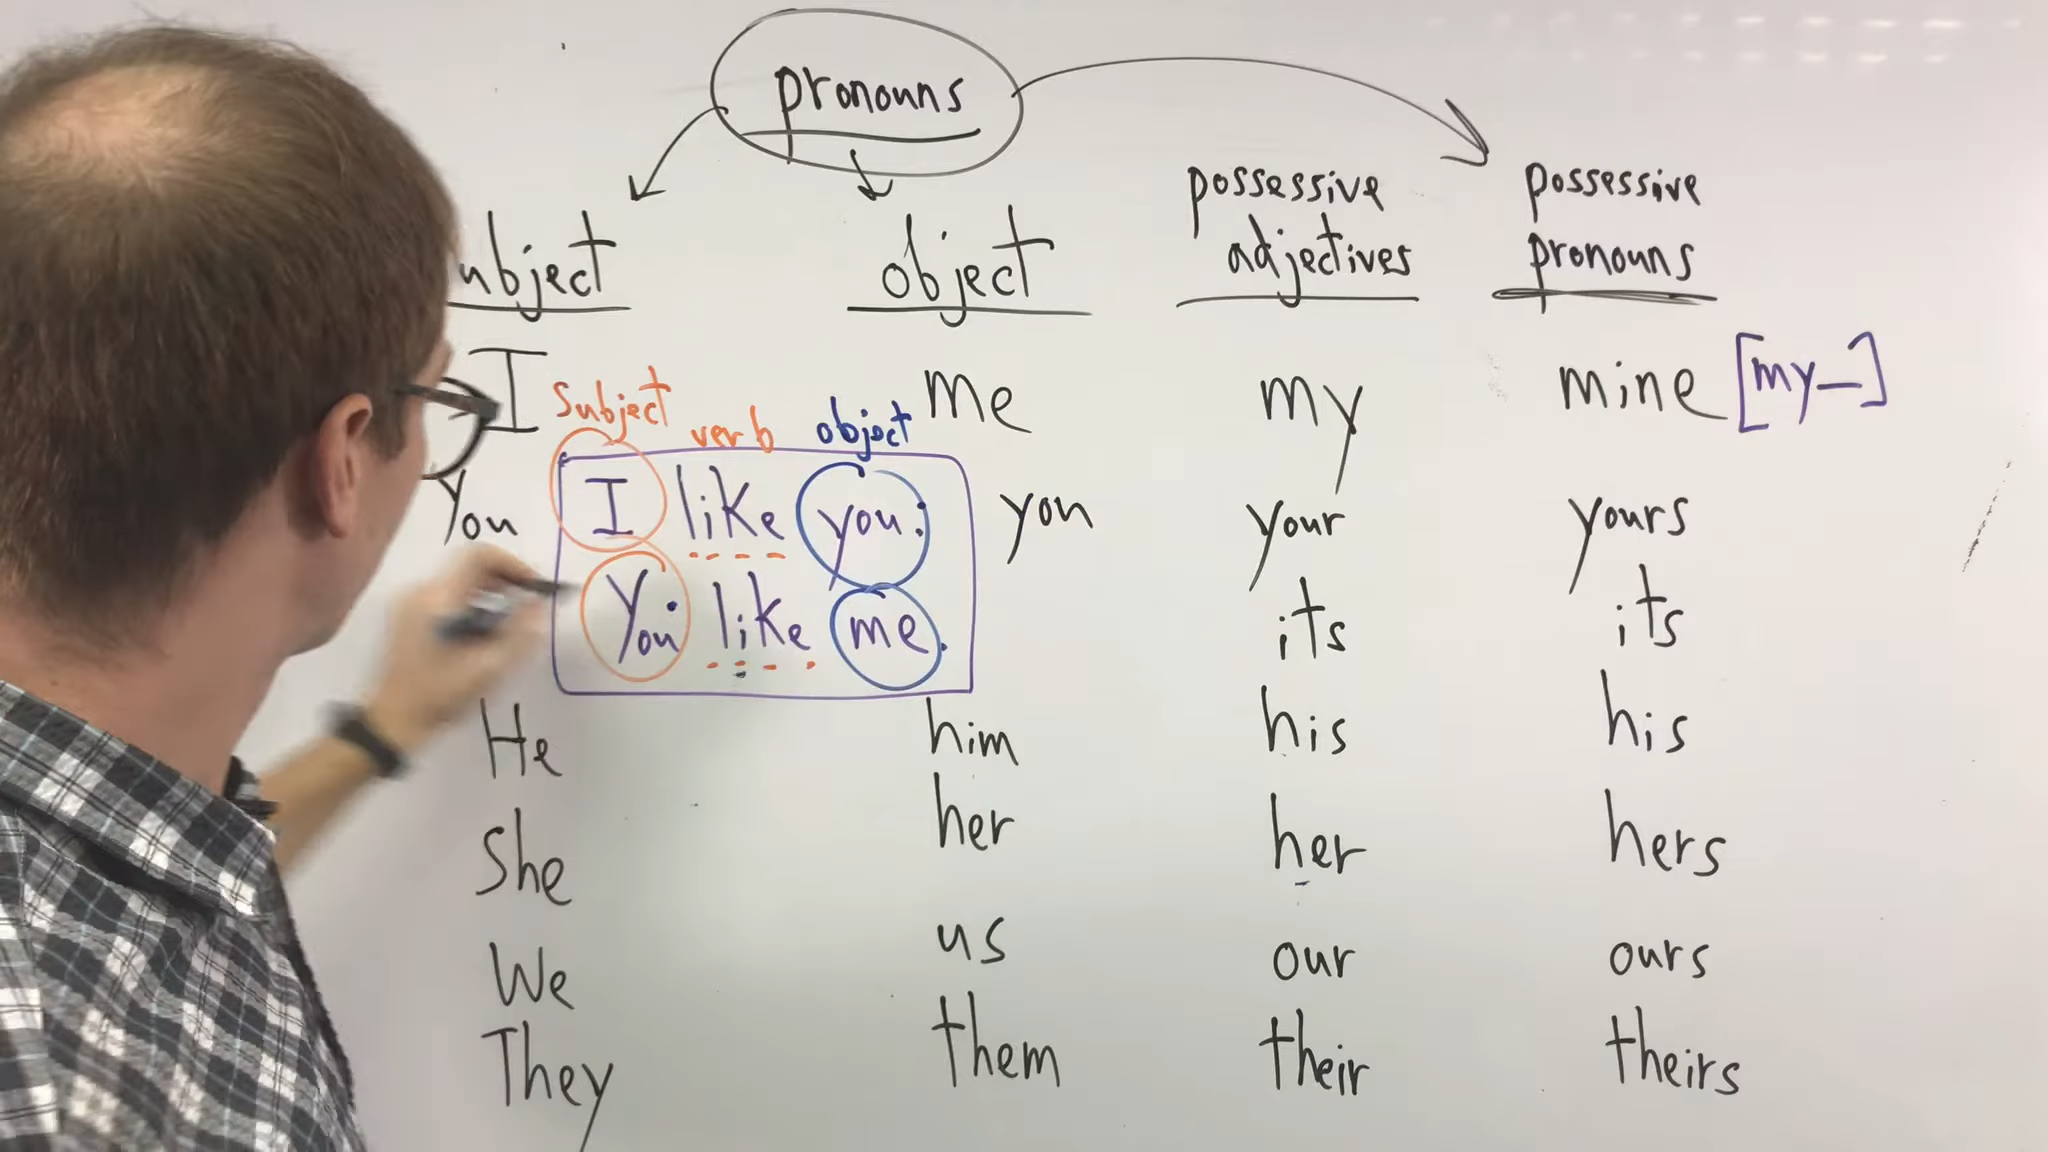 pronouns
ubject object possessive adjectives possessive pronouns
I me my mine [my_]
Subject verb object
You you your yours
I like you.
You like me.
its its
He him his his
She her her hers
We us our ours
They them their theirs